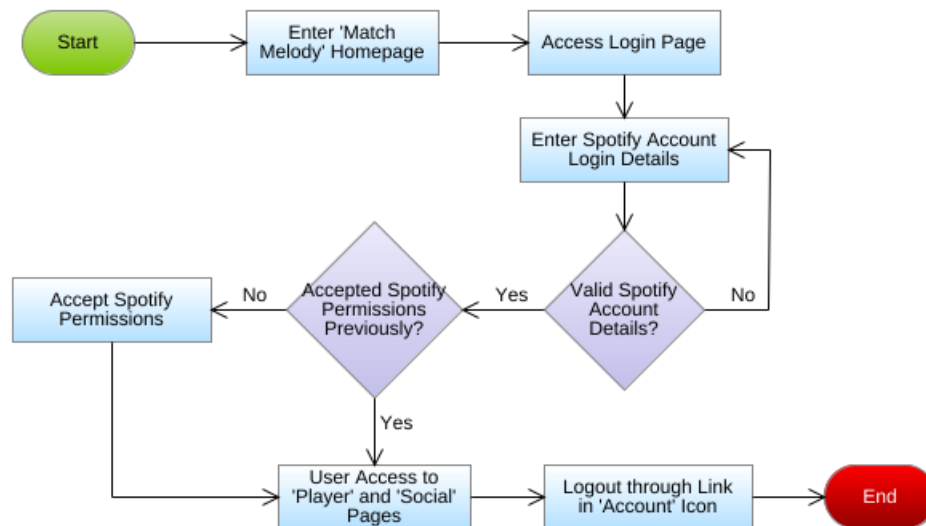 Start
Enter 'Match
Melody' Homepage
Access Login Page
Enter Spotify Account
Login Details
Valid Spotify
Account
Details?
No
Yes
Accepted Spotify
Permissions
Previously?
No
Accept Spotify
Permissions
Yes
User Access to
'Player' and 'Social'
Pages
Logout through Link
in 'Account' Icon
End